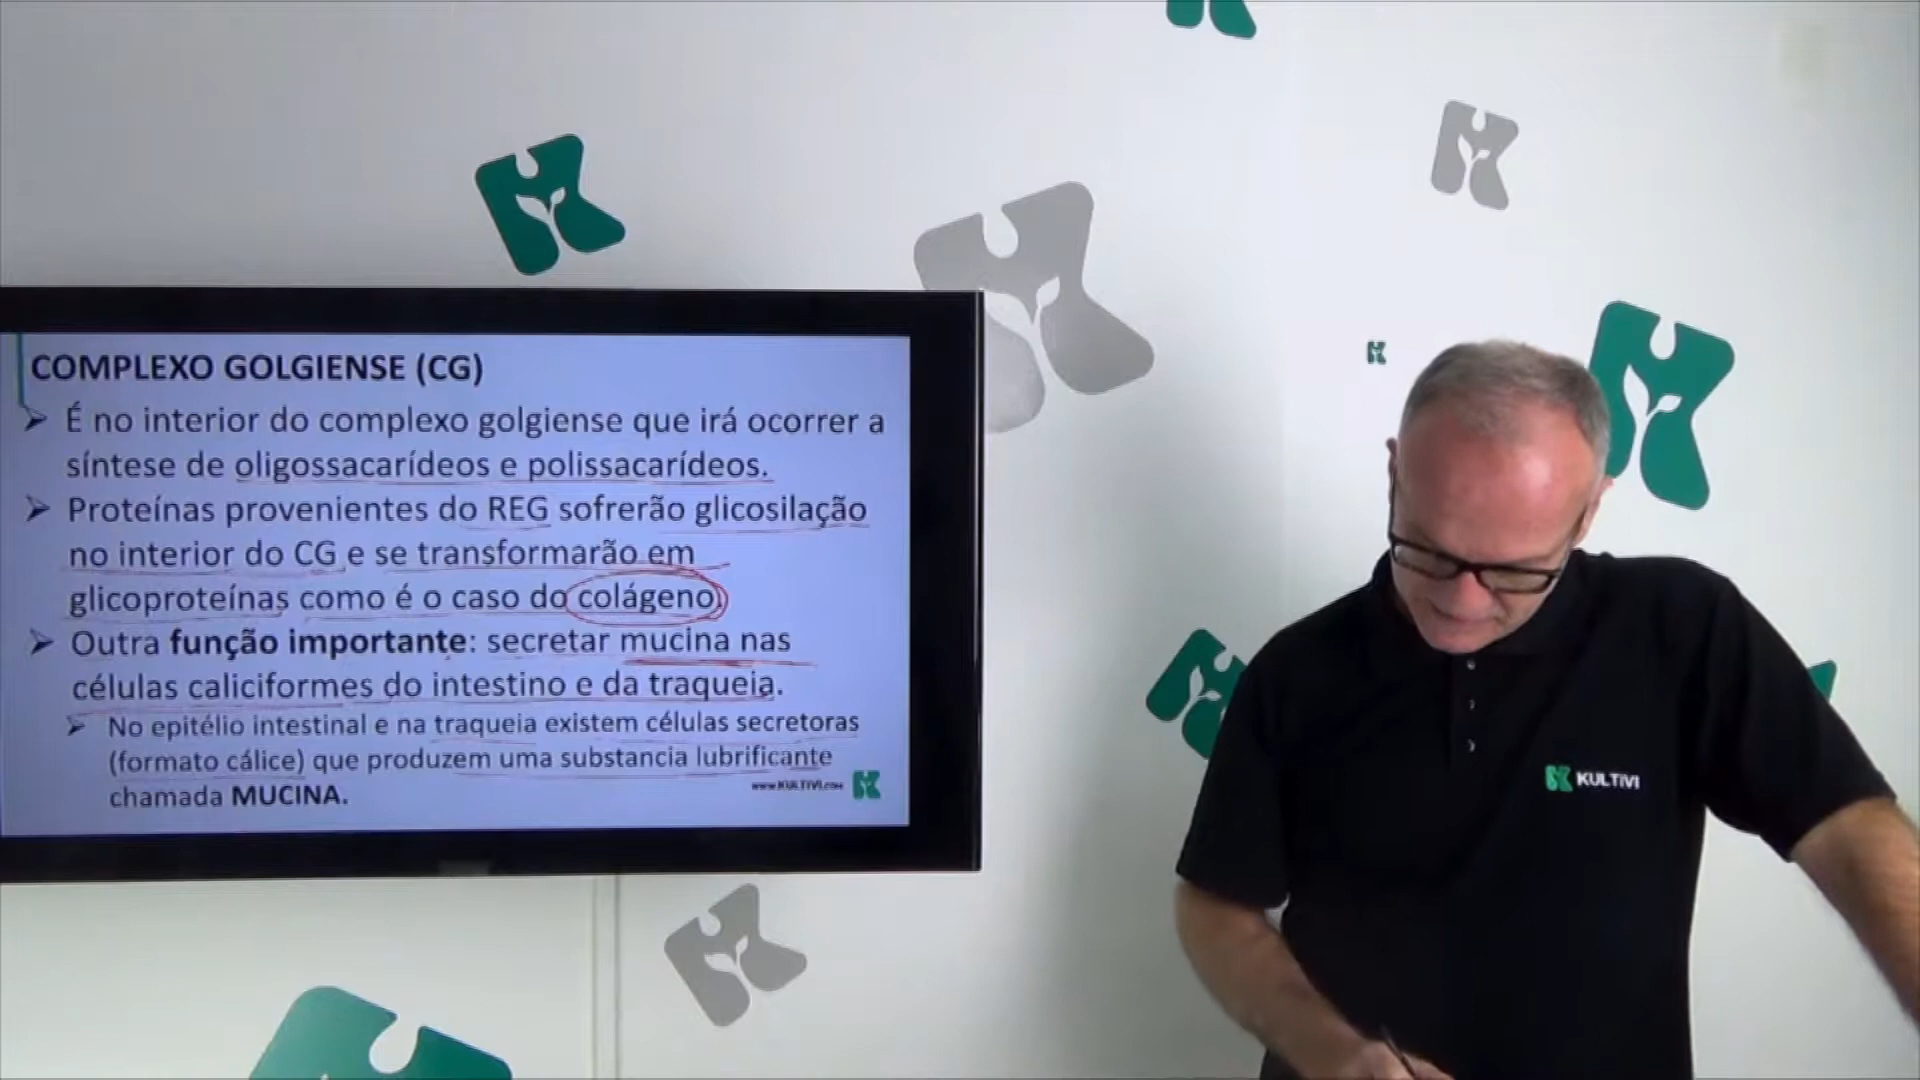 COMPLEXO GOLGIENSE (CG)
➤ É no interior do complexo golgiense que irá ocorrer a
síntese de oligossacarídeos e polissacarídeos.
➤ Proteínas provenientes do REG sofrerão glicosilação
no interior do CG e se transformarão em
glicoproteínas como é o caso do colágeno.
➤ Outra função importante: secretar mucina nas
células caliciformes do intestino e da traqueia.
➤ No epitélio intestinal e na traqueia existem células secretoras
(formato cálice) que produzem uma substancia lubrificante
chamada MUCINA.
www.KULTIVI.com
KULTIVI